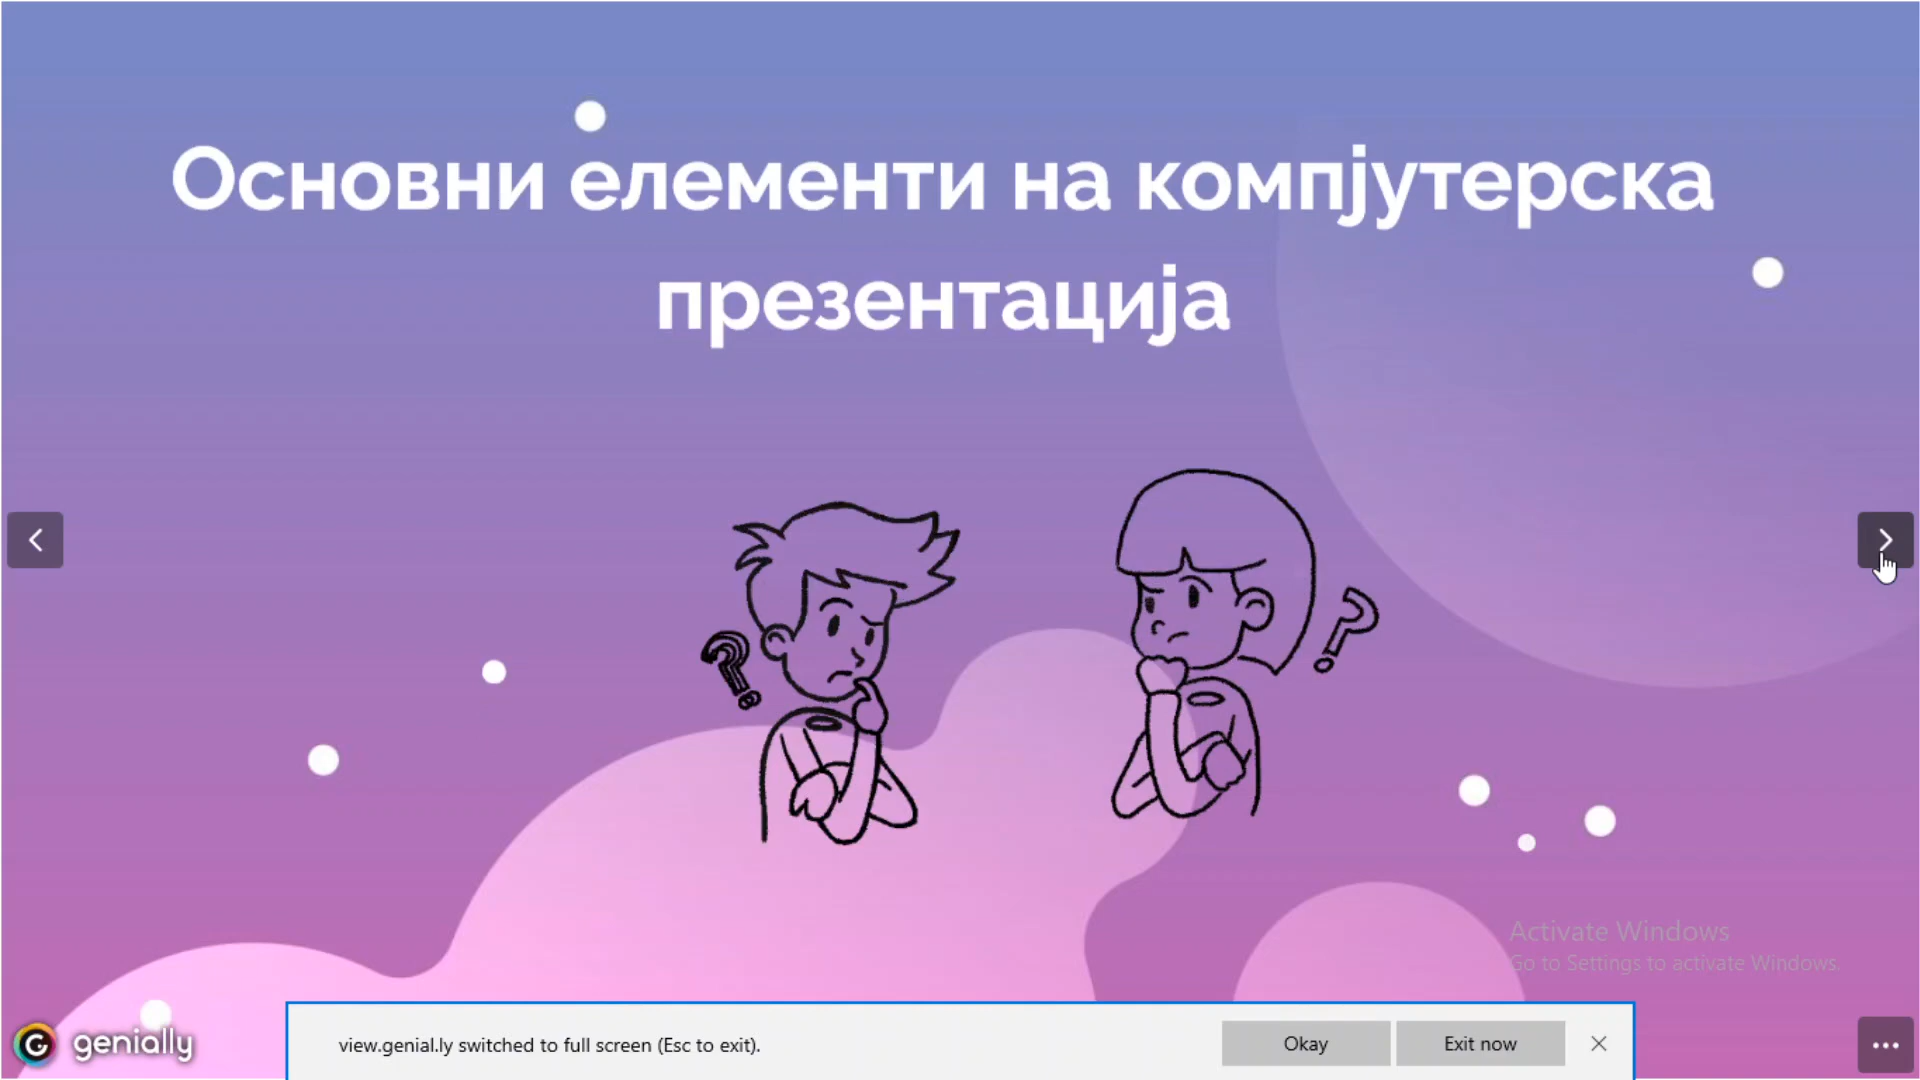 Основни елементи на компјутерска
презентација
Activate Windows
Go to Settings to activate Windows.
genially
view.genial.ly switched to full screen (Esc to exit).
Okay
Exit now